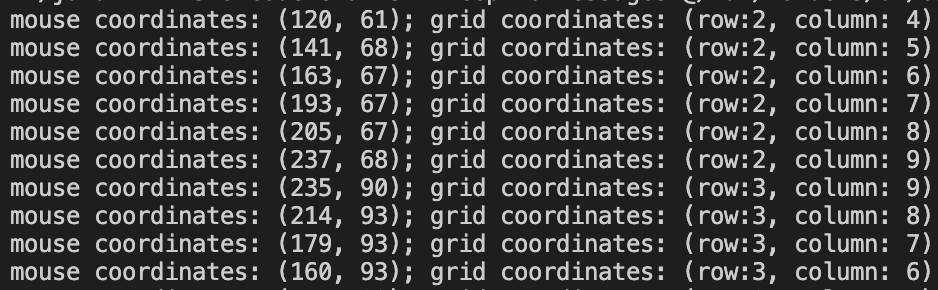 mouse coordinates: (120, 61); grid coordinates: (row:2, column: 4)
mouse coordinates: (141, 68); grid coordinates: (row:2, column: 5)
mouse coordinates: (163, 67); grid coordinates: (row:2, column: 6)
mouse coordinates: (193, 67); grid coordinates: (row:2, column: 7)
mouse coordinates: (205, 67); grid coordinates: (row:2, column: 8)
mouse coordinates: (237, 68); grid coordinates: (row:2, column: 9)
mouse coordinates: (235, 90); grid coordinates: (row:3, column: 9)
mouse coordinates: (214, 93); grid coordinates: (row:3, column: 8)
mouse coordinates: (179, 93); grid coordinates: (row:3, column: 7)
mouse coordinates: (160, 93); grid coordinates: (row:3, column: 6)